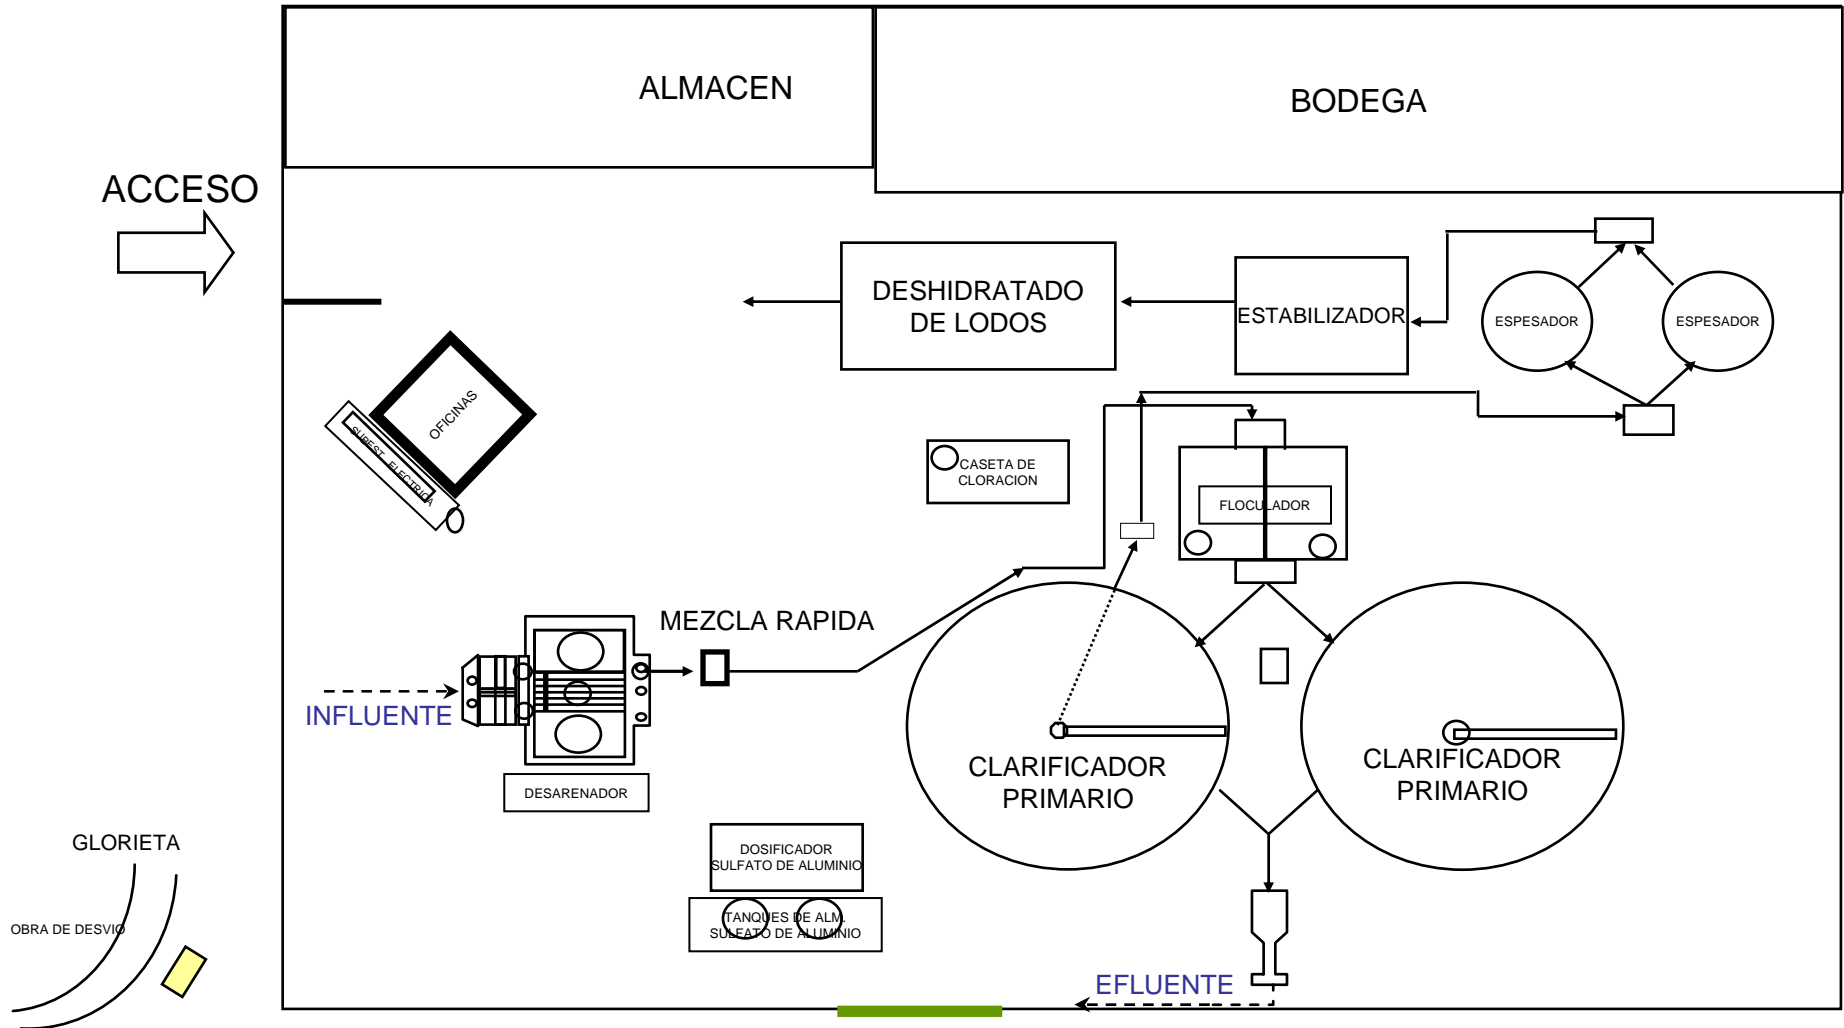 ALMACEN
BODEGA
ACCESO
DESHIDRATADO
DE LODOS
ESTABILIZADOR
ESPESADOR
ESPESADOR
OFICINAS
SUBEST. ELECTRICA
CASETA DE
CLORACION
FLOCULADOR
MEZCLA RAPIDA
INFLUENTE
CLARIFICADOR
PRIMARIO
CLARIFICADOR
PRIMARIO
DESARENADOR
GLORIETA
DOSIFICADOR
SULFATO DE ALUMINIO
TANQUES DE ALM.
SULFATO DE ALUMINIO
OBRA DE DESVIO
EFLUENTE